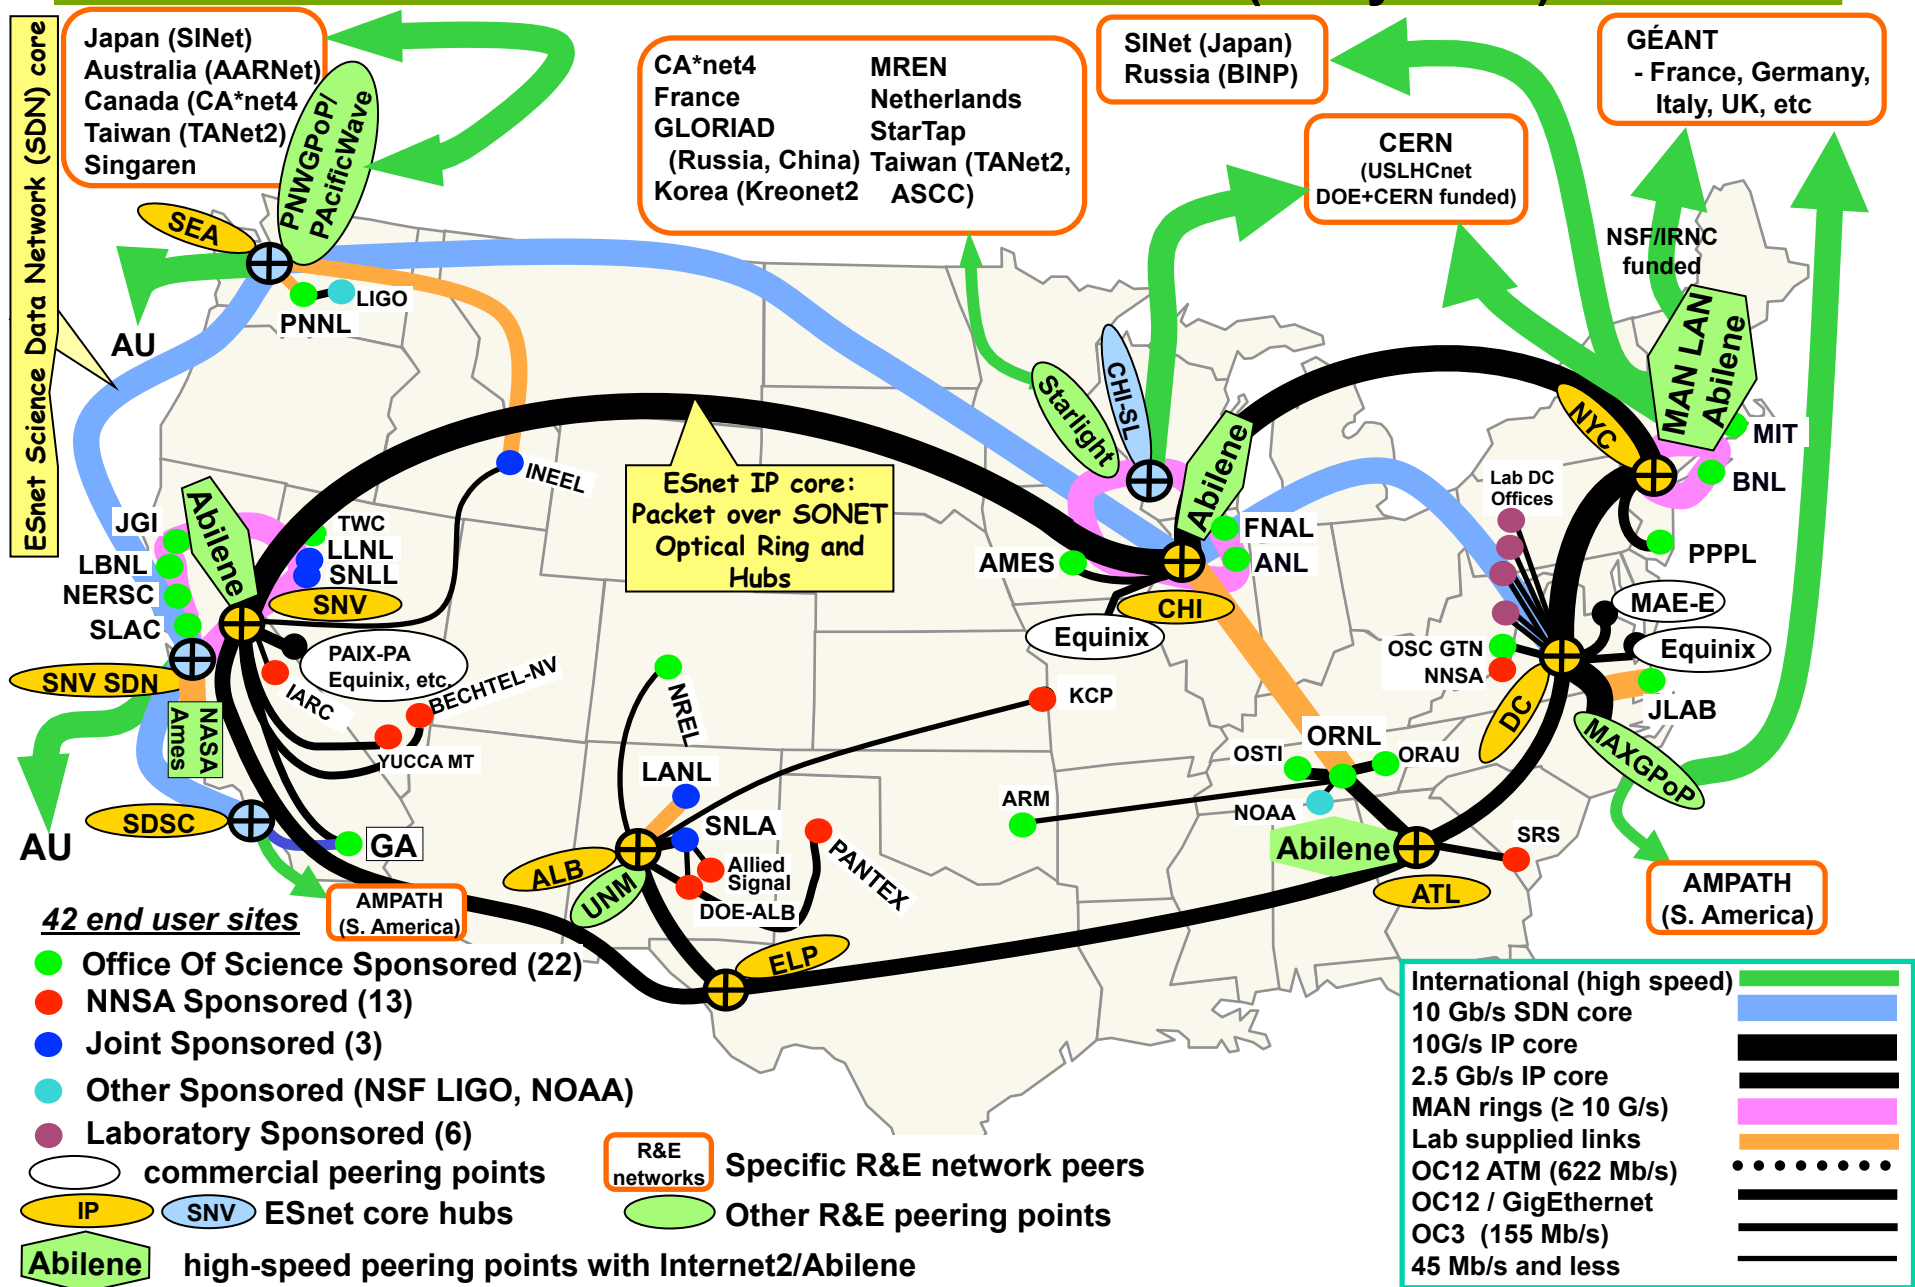 ESnet Science Data Network (SDN) core
Japan (SINet)
Australia (AARNet)
Canada (CA*net4
Taiwan (TANet2)
Singaren
PNWGPoP/
PAcificWave
CA*net4
France
GLORIAD
(Russia, China)
Korea (Kreonet2
MREN
Netherlands
StarTap
Taiwan (TANet2,
ASCC)
SINet (Japan)
Russia (BINP)
GÉANT
- France, Germany,
Italy, UK, etc
CERN
(USLHCnet
DOE+CERN funded)
NSF/IRNC
funded
SEA
AU
LIGO
PNNL
Starlight
CHI-SL
Abilene
NYC
MAN LAN
Abilene
MIT
BNL
PPPL
INEEL
ESnet IP core:
Packet over SONET
Optical Ring and
Hubs
Lab DC
Offices
JGI
LBNL
NERSC
SLAC
Abilene
TWC
LLNL
SNLL
SNV
AMES
FNAL
ANL
CHI
Equinix
MAE-E
Equinix
OSC GTN
NNSA
DC
JLAB
MAXGPoP
SNV SDN
PAIX-PA
Equinix, etc.
IARC
BECHTEL-NV
YUCCA MT
NASA
Ames
AU
SDSC
GA
NREL
KCP
LANL
SNLA
ALB
UNM
Allied
Signal
DOE-ALB
PANTEX
ELP
ARM
OSTI
ORNL
ORAU
NOAA
Abilene
ATL
SRS
AMPATH
(S. America)
AMPATH
(S. America)
42 end user sites
Office Of Science Sponsored (22)
NNSA Sponsored (13)
Joint Sponsored (3)
Other Sponsored (NSF LIGO, NOAA)
Laboratory Sponsored (6)
commercial peering points
IP
SNV
ESnet core hubs
Abilene
high-speed peering points with Internet2/Abilene
R&E
networks
Specific R&E network peers
Other R&E peering points
International (high speed)
10 Gb/s SDN core
10G/s IP core
2.5 Gb/s IP core
MAN rings (≥ 10 G/s)
Lab supplied links
OC12 ATM (622 Mb/s)
OC12 / GigEthernet
OC3 (155 Mb/s)
45 Mb/s and less